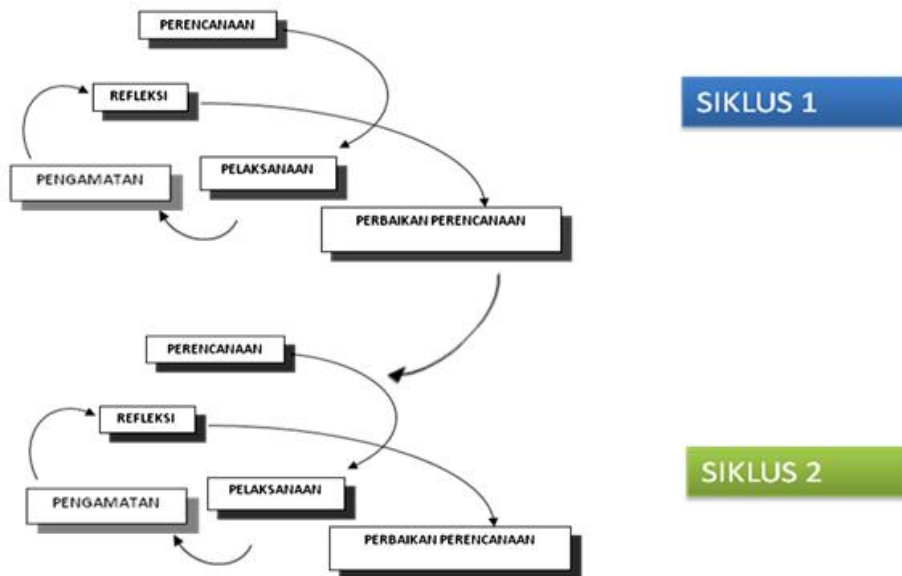 PERENCANAAN
REFLEKSI
SIKLUS 1
PELAKSANAAN
PENGAMATAN
PERBAIKAN PERENCANAAN
PERENCANAAN
REFLEKSI
SIKLUS 2
PELAKSANAAN
PENGAMATAN
PERBAIKAN PERENCANAAN